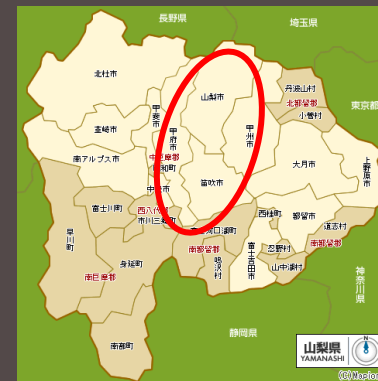 長野県
埼玉県
北杜市
山梨市
丹波山村
北都留郡
小菅村
東京都
韮崎市
甲斐市
甲府市
甲州市
南アルプス市
中巨摩郡
昭和町
大月市
上野原市
笛吹市
富士川町
西八代郡
市川三郷町
西桂町
都留市
道志村
早川町
南都留郡
鳴沢村
富士吉田市
忍野村
南都留郡
山中湖村
身延町
南巨摩郡
神奈川県
静岡県
南部町
山梨県
YAMANASHI
(C)Mapion